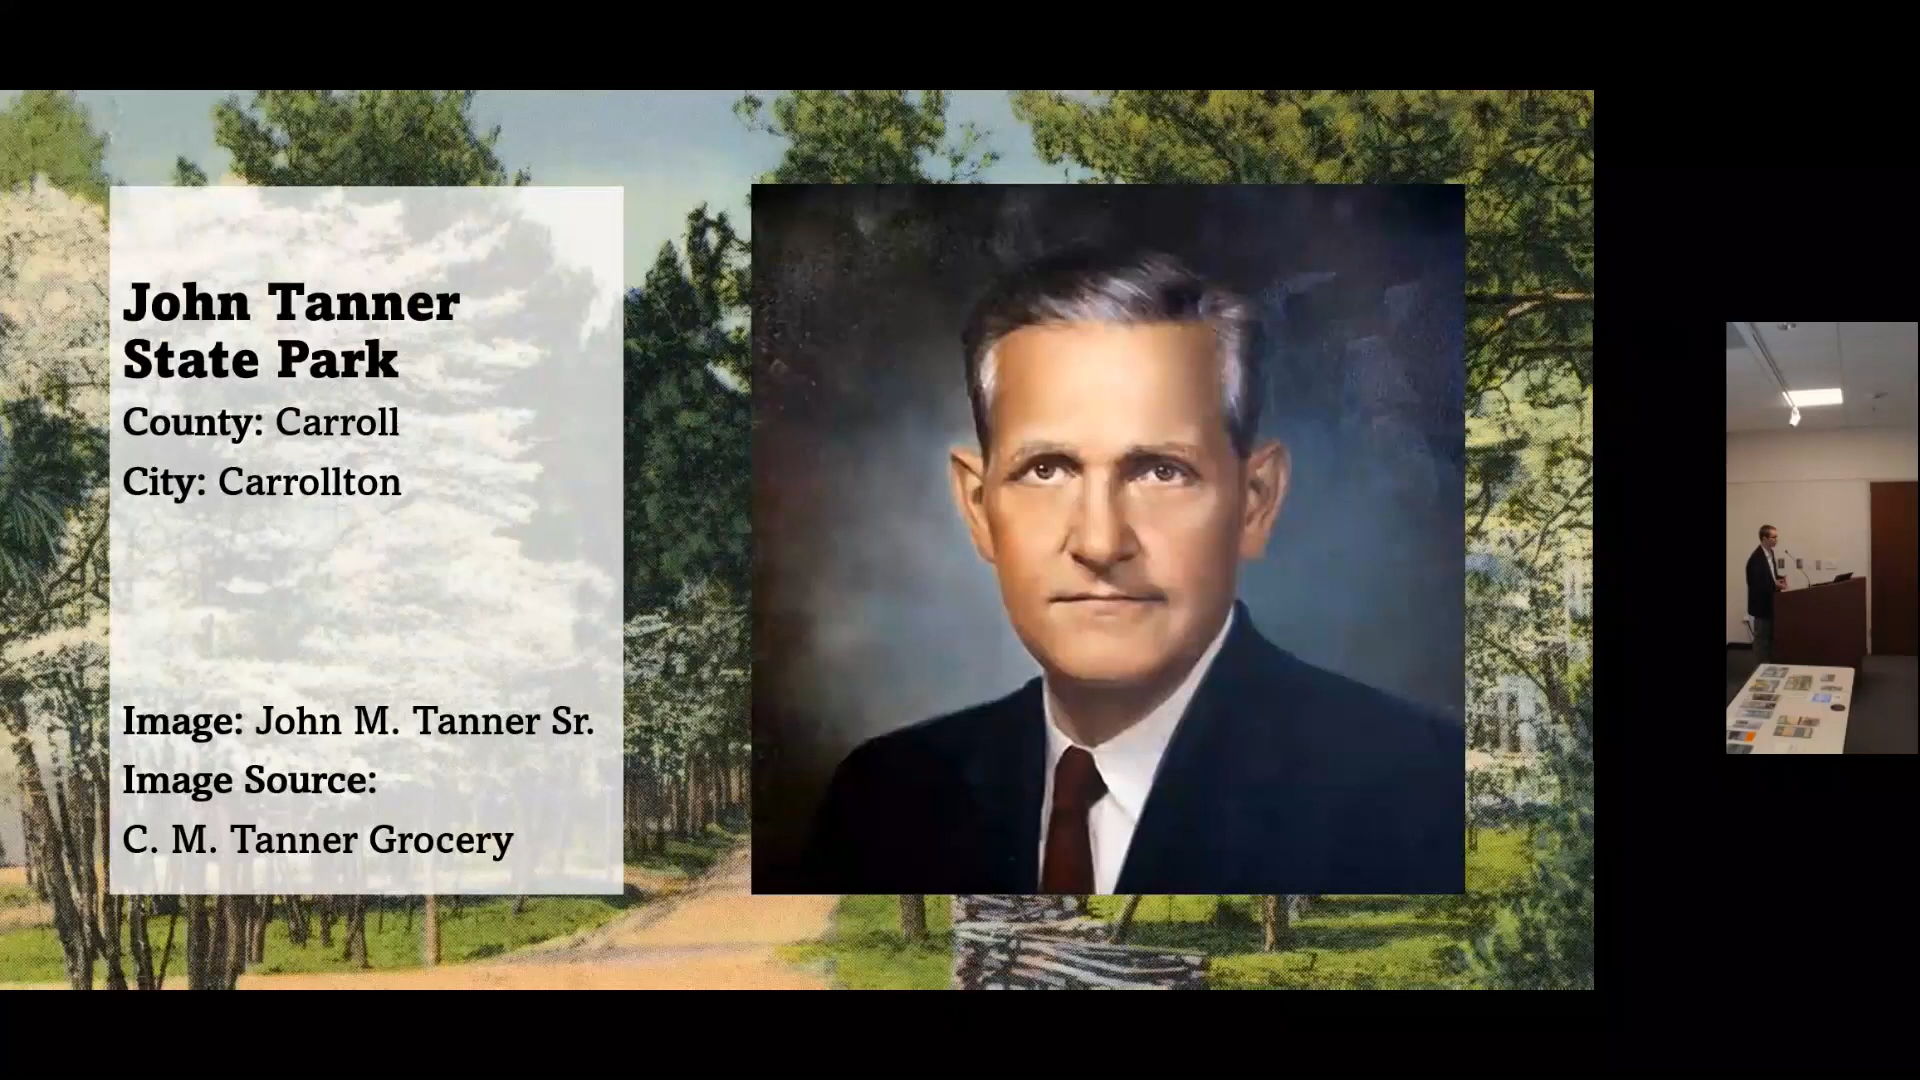 John Tanner
State Park
County: Carroll
City: Carrollton
Image: John M. Tanner Sr.
Image Source:
C. M. Tanner Grocery